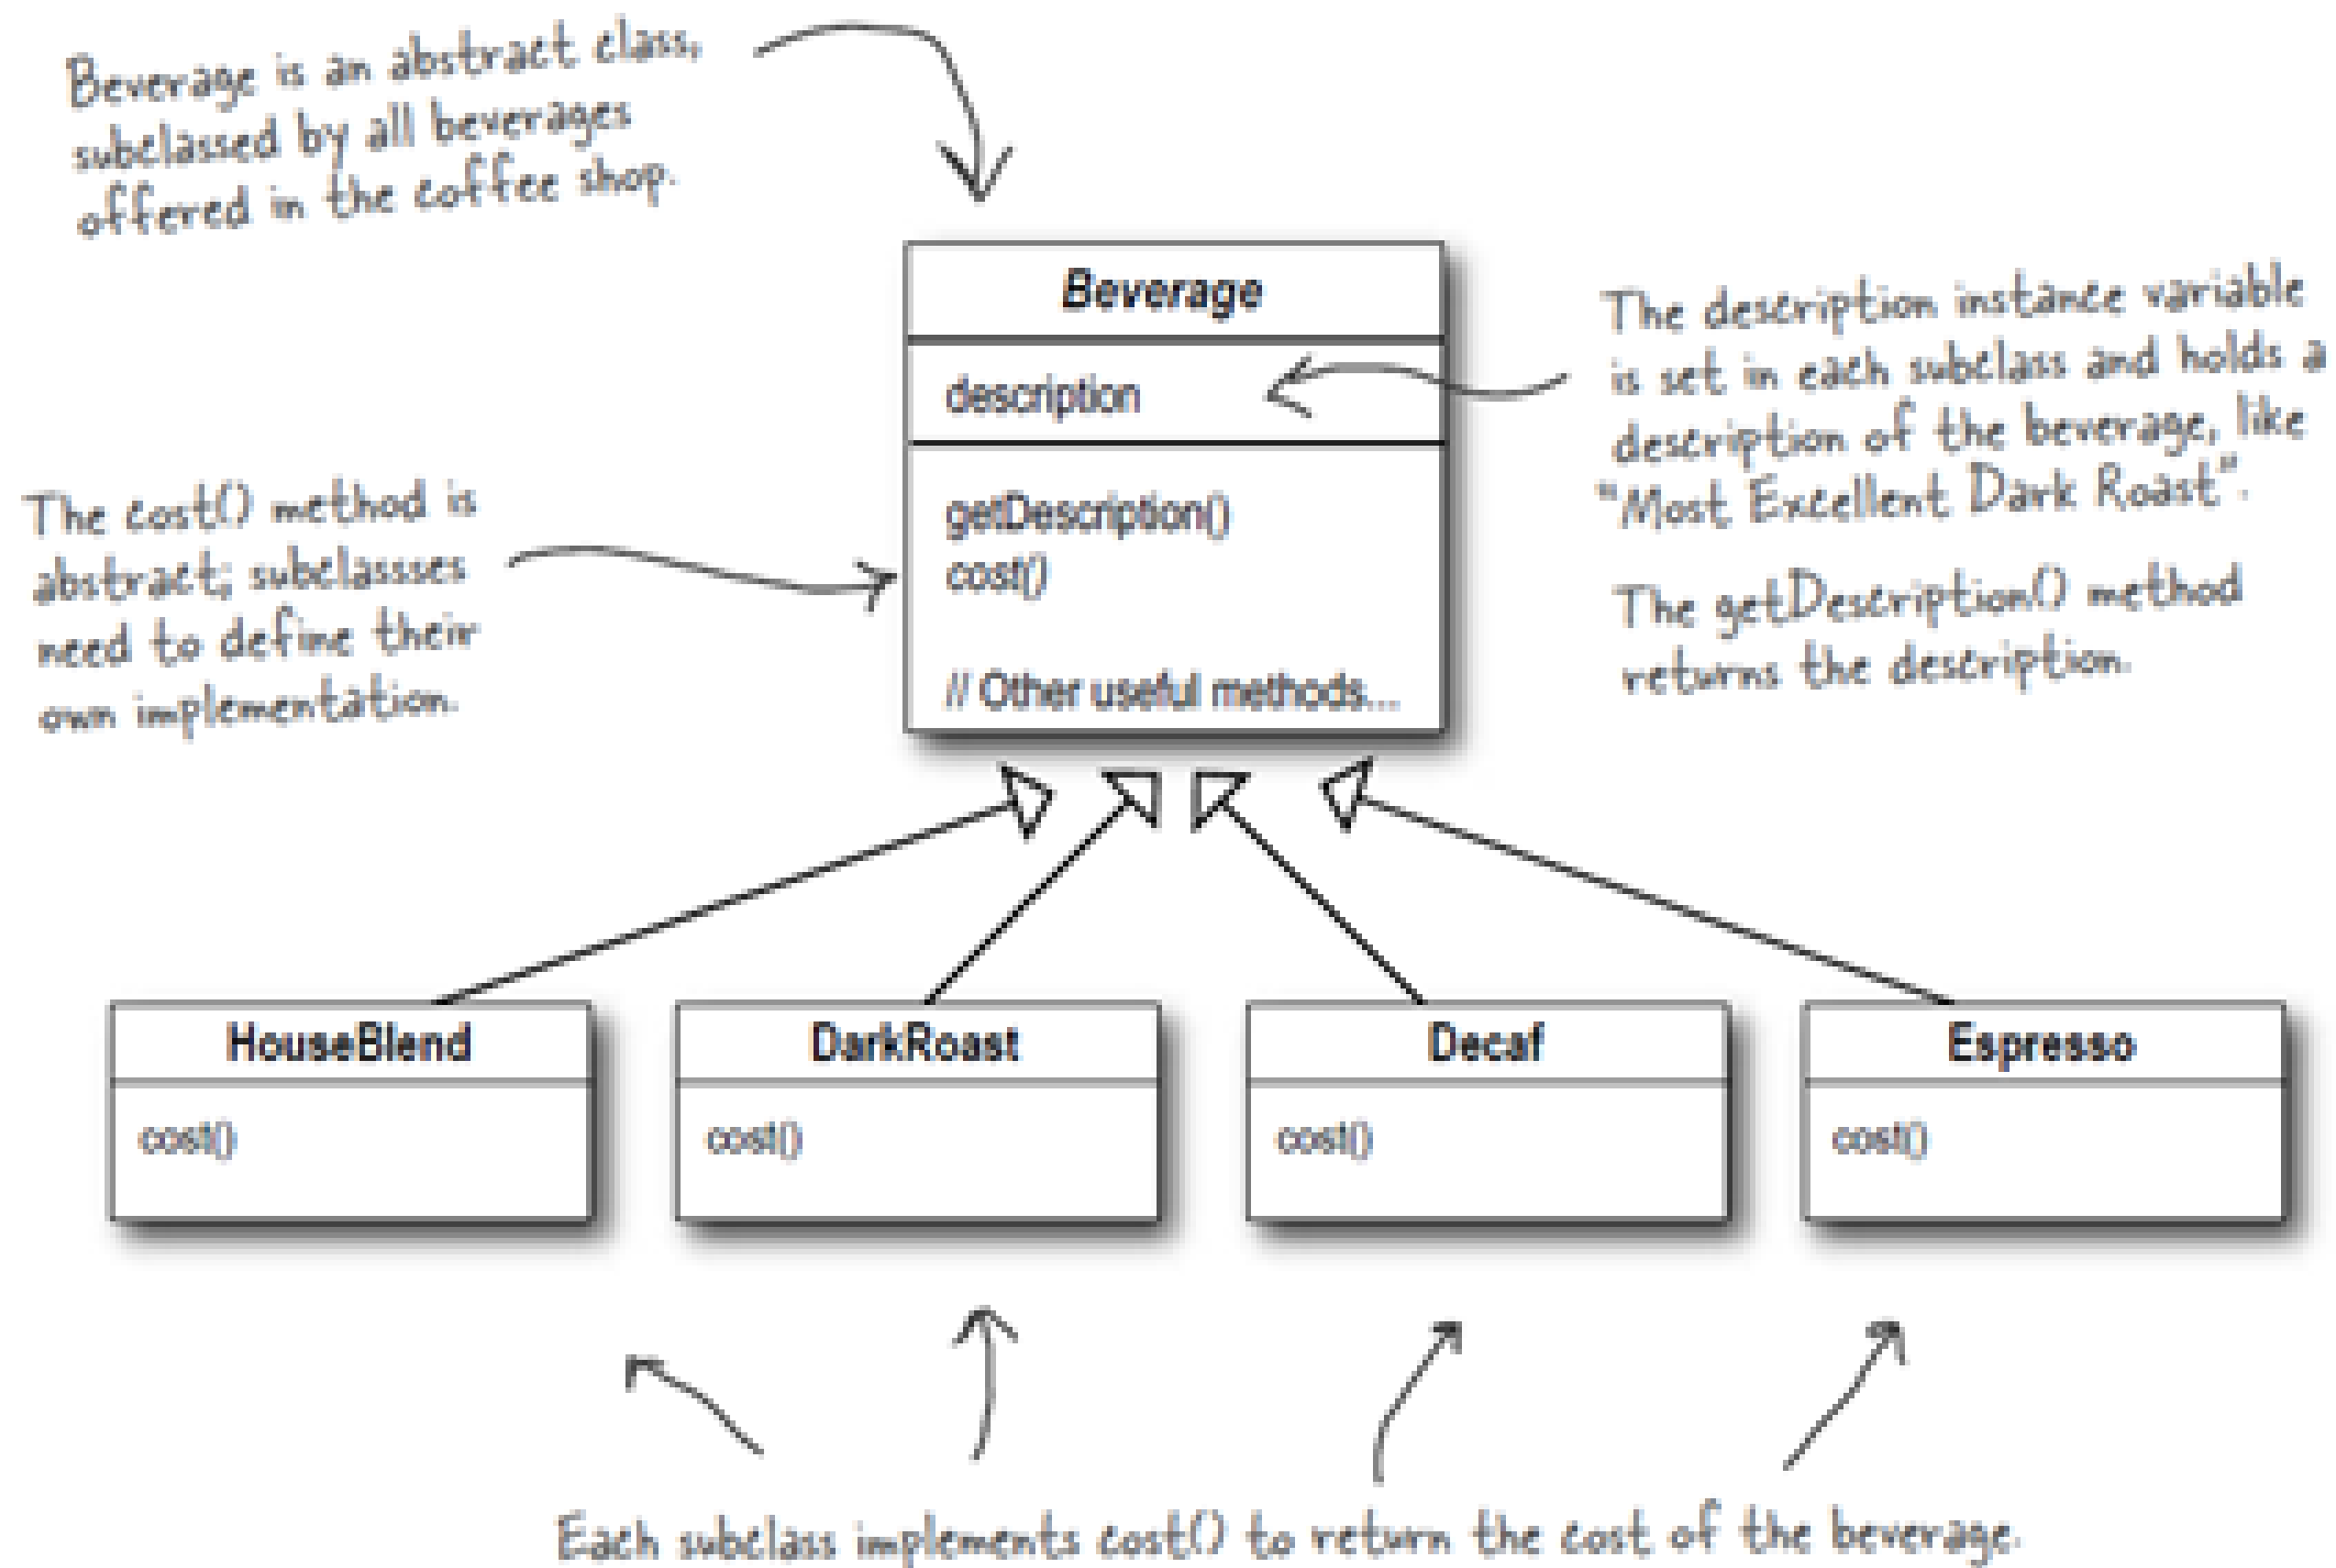 Beverage is an abstract class,
subclassed by all beverages
offered in the coffee shop.
Beverage
description
getDescription()
cost()
// Other useful methods...
The description instance variable
is set in each subclass and holds a
description of the beverage, like
“Most Excellent Dark Roast”.
The getDescription() method
returns the description.
The cost() method is
abstract; subclassses
need to define their
own implementation.
HouseBlend
cost()
DarkRoast
cost()
Decaf
cost()
Espresso
cost()
Each subclass implements cost() to return the cost of the beverage.